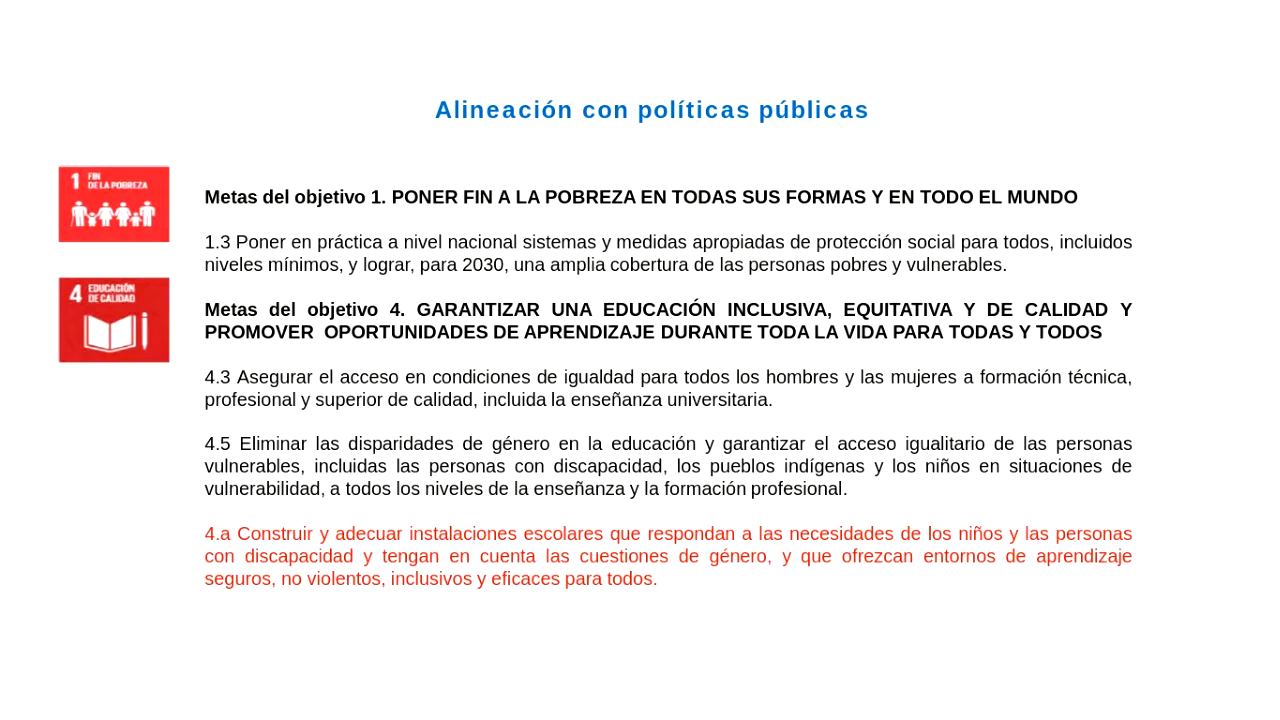 Alineación con políticas públicas
1 FIN
DE LA POBREZA
Metas del objetivo 1. PONER FIN A LA POBREZA EN TODAS SUS FORMAS Y EN TODO EL MUNDO
1.3 Poner en práctica a nivel nacional sistemas y medidas apropiadas de protección social para todos, incluidos
niveles mínimos, y lograr, para 2030, una amplia cobertura de las personas pobres y vulnerables.
4 EDUCACIÓN
DE CALIDAD
Metas del objetivo 4. GARANTIZAR UNA EDUCACIÓN INCLUSIVA, EQUITATIVA Y DE CALIDAD Y
PROMOVER OPORTUNIDADES DE APRENDIZAJE DURANTE TODA LA VIDA PARA TODAS Y TODOS
4.3 Asegurar el acceso en condiciones de igualdad para todos los hombres y las mujeres a formación técnica,
profesional y superior de calidad, incluida la enseñanza universitaria.
4.5 Eliminar las disparidades de género en la educación y garantizar el acceso igualitario de las personas
vulnerables, incluidas las personas con discapacidad, los pueblos indígenas y los niños en situaciones de
vulnerabilidad, a todos los niveles de la enseñanza y la formación profesional.
4.a Construir y adecuar instalaciones escolares que respondan a las necesidades de los niños y las personas
con discapacidad y tengan en cuenta las cuestiones de género, y que ofrezcan entornos de aprendizaje
seguros, no violentos, inclusivos y eficaces para todos.